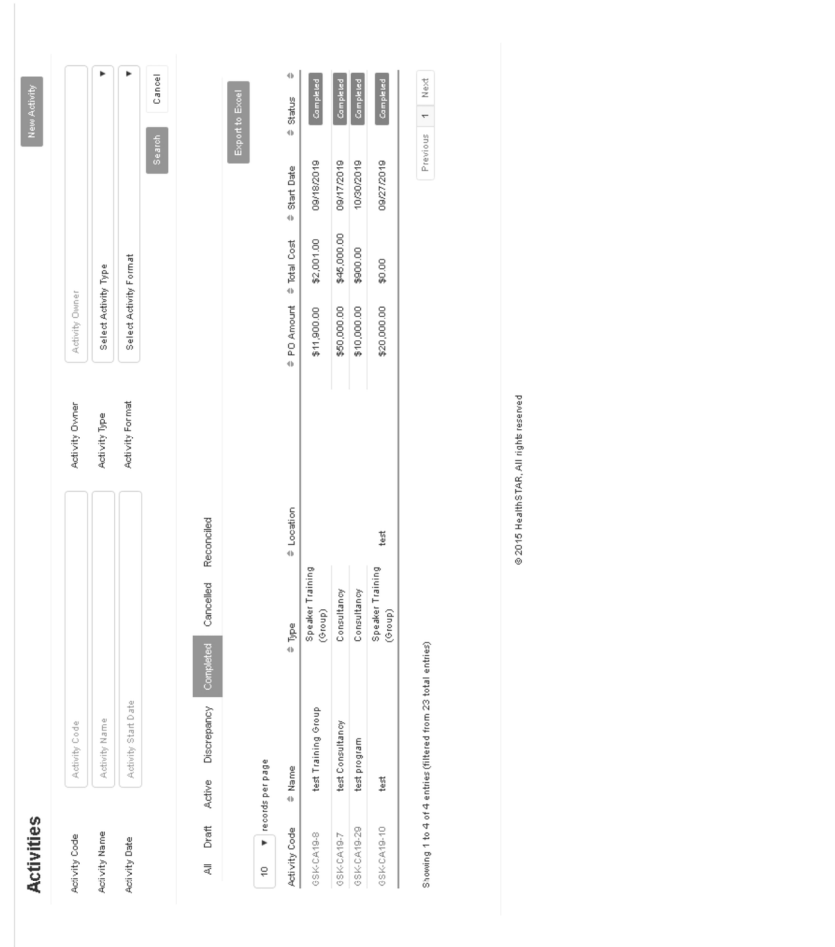 Activities
New Activity
Activity Code
Activity Code
Activity Owner
Activity Owner
Activity Name
Activity Name
Activity Type
Select Activity Type
Activity Date
Activity Start Date
Activity Format
Select Activity Format
Search Cancel
All Draft Active Discrepancy Completed Cancelled Reconciled
Export to Excel
10 records per page
Activity Code Name Type Location PO Amount Total Cost Start Date Status
GSK-CA19-8 test Training Group Speaker Training (Group) $11,900.00 $2,001.00 09/18/2019 Completed
GSK-CA19-7 test Consultancy Consultancy $50,000.00 $45,000.00 09/17/2019 Completed
GSK-CA19-29 test program Consultancy $10,000.00 $900.00 10/30/2019 Completed
GSK-CA19-10 test Speaker Training (Group) test $20,000.00 $0.00 09/27/2019 Completed
Showing 1 to 4 of 4 entries (filtered from 23 total entries)
Previous 1 Next
© 2015 HealthSTAR, All rights reserved